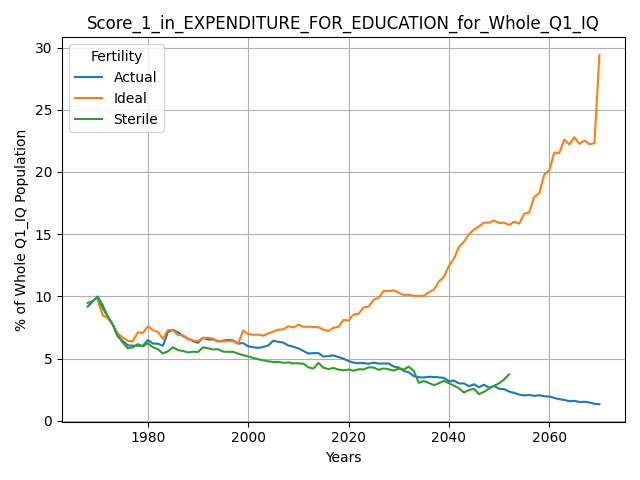 Score_1_in_EXPENDITURE_FOR_EDUCATION_for_Whole_Q1_IQ
Fertility
Actual
Ideal
Sterile
% of Whole Q1_IQ Population
30
25
20
15
10
5
0
1980 2000 2020 2040 2060
Years